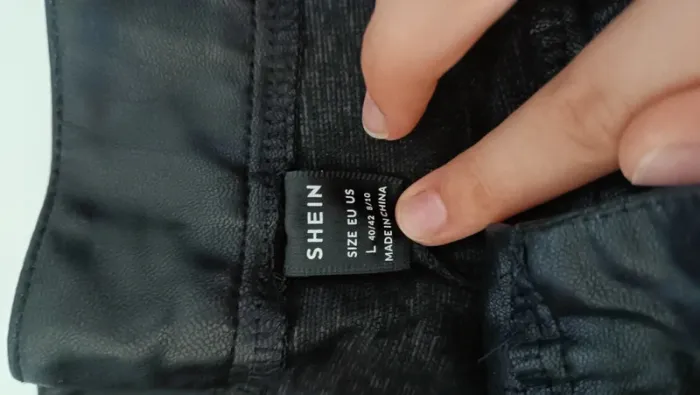 SHEIN
SIZE EU US
L 40/42 8/10
MADE IN CHINA